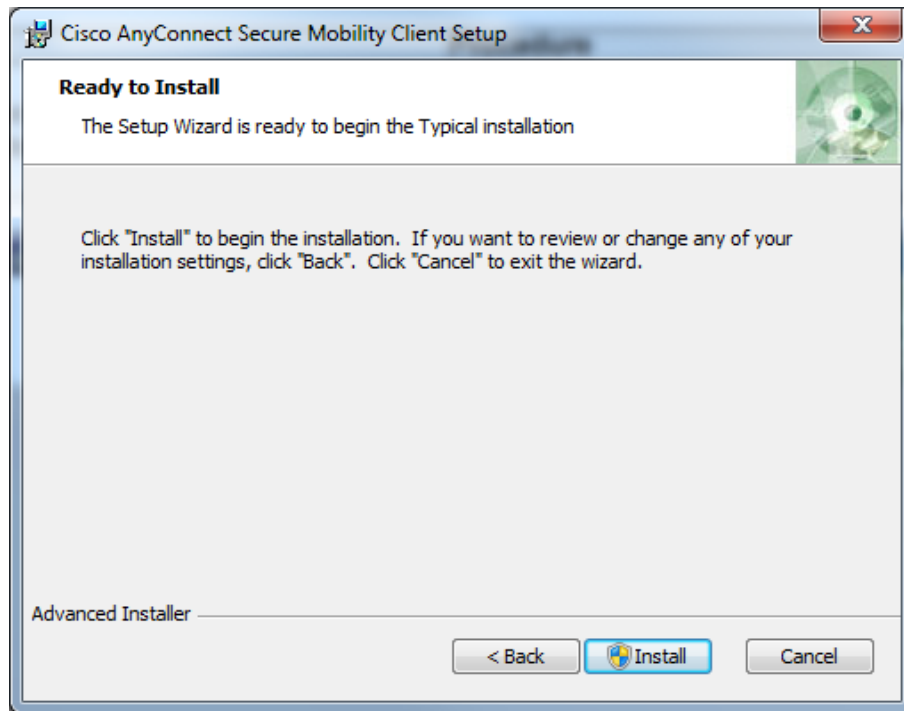 Cisco AnyConnect Secure Mobility Client Setup
Procedure
Ready to Install
The Setup Wizard is ready to begin the Typical installation
Click "Install" to begin the installation.  If you want to review or change any of your
installation settings, click "Back".  Click "Cancel" to exit the wizard.
Advanced Installer
< Back
Install
Cancel